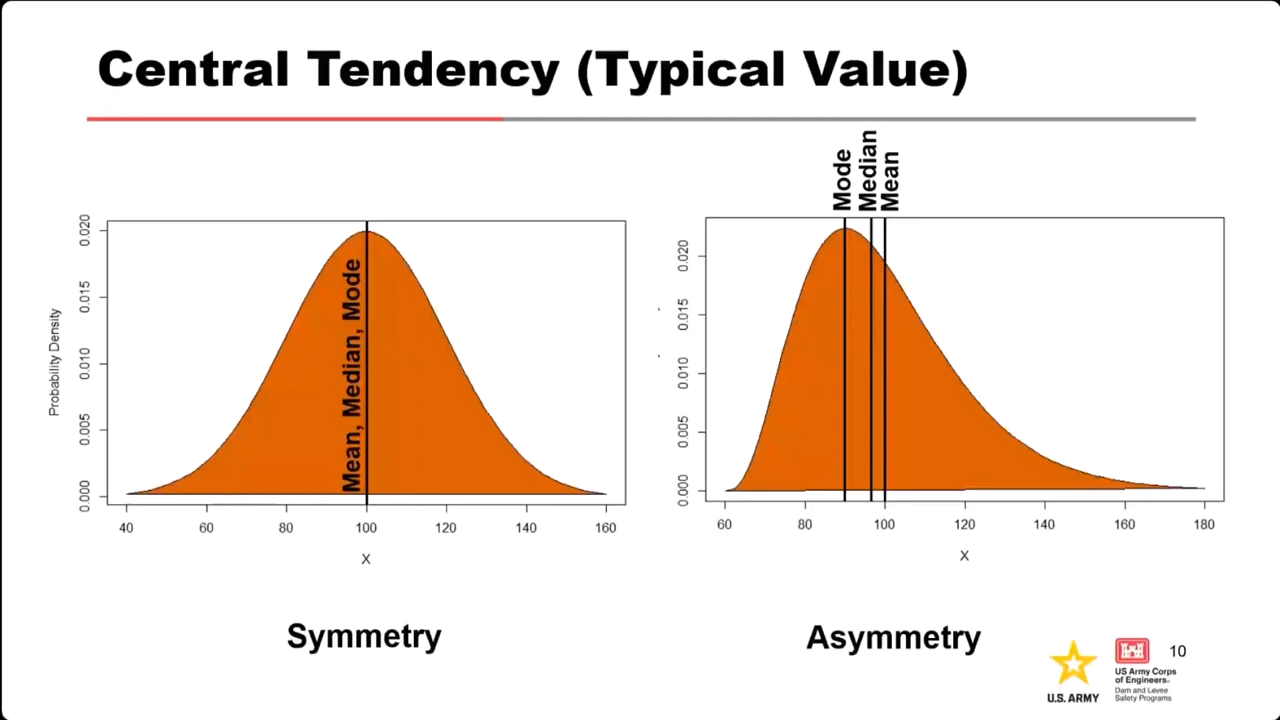 Central Tendency (Typical Value)
Mode
Median
Mean
Probability Density
0.020
0.015
0.010
0.005
0.000
Mean, Median, Mode
40 60 80 100 120 140 160
X
0.020
0.015
0.010
0.005
0.000
60 80 100 120 140 160 180
X
Symmetry
Asymmetry
U.S. ARMY
US Army Corps
of Engineers®
Dam and Levee
Safety Programs
10